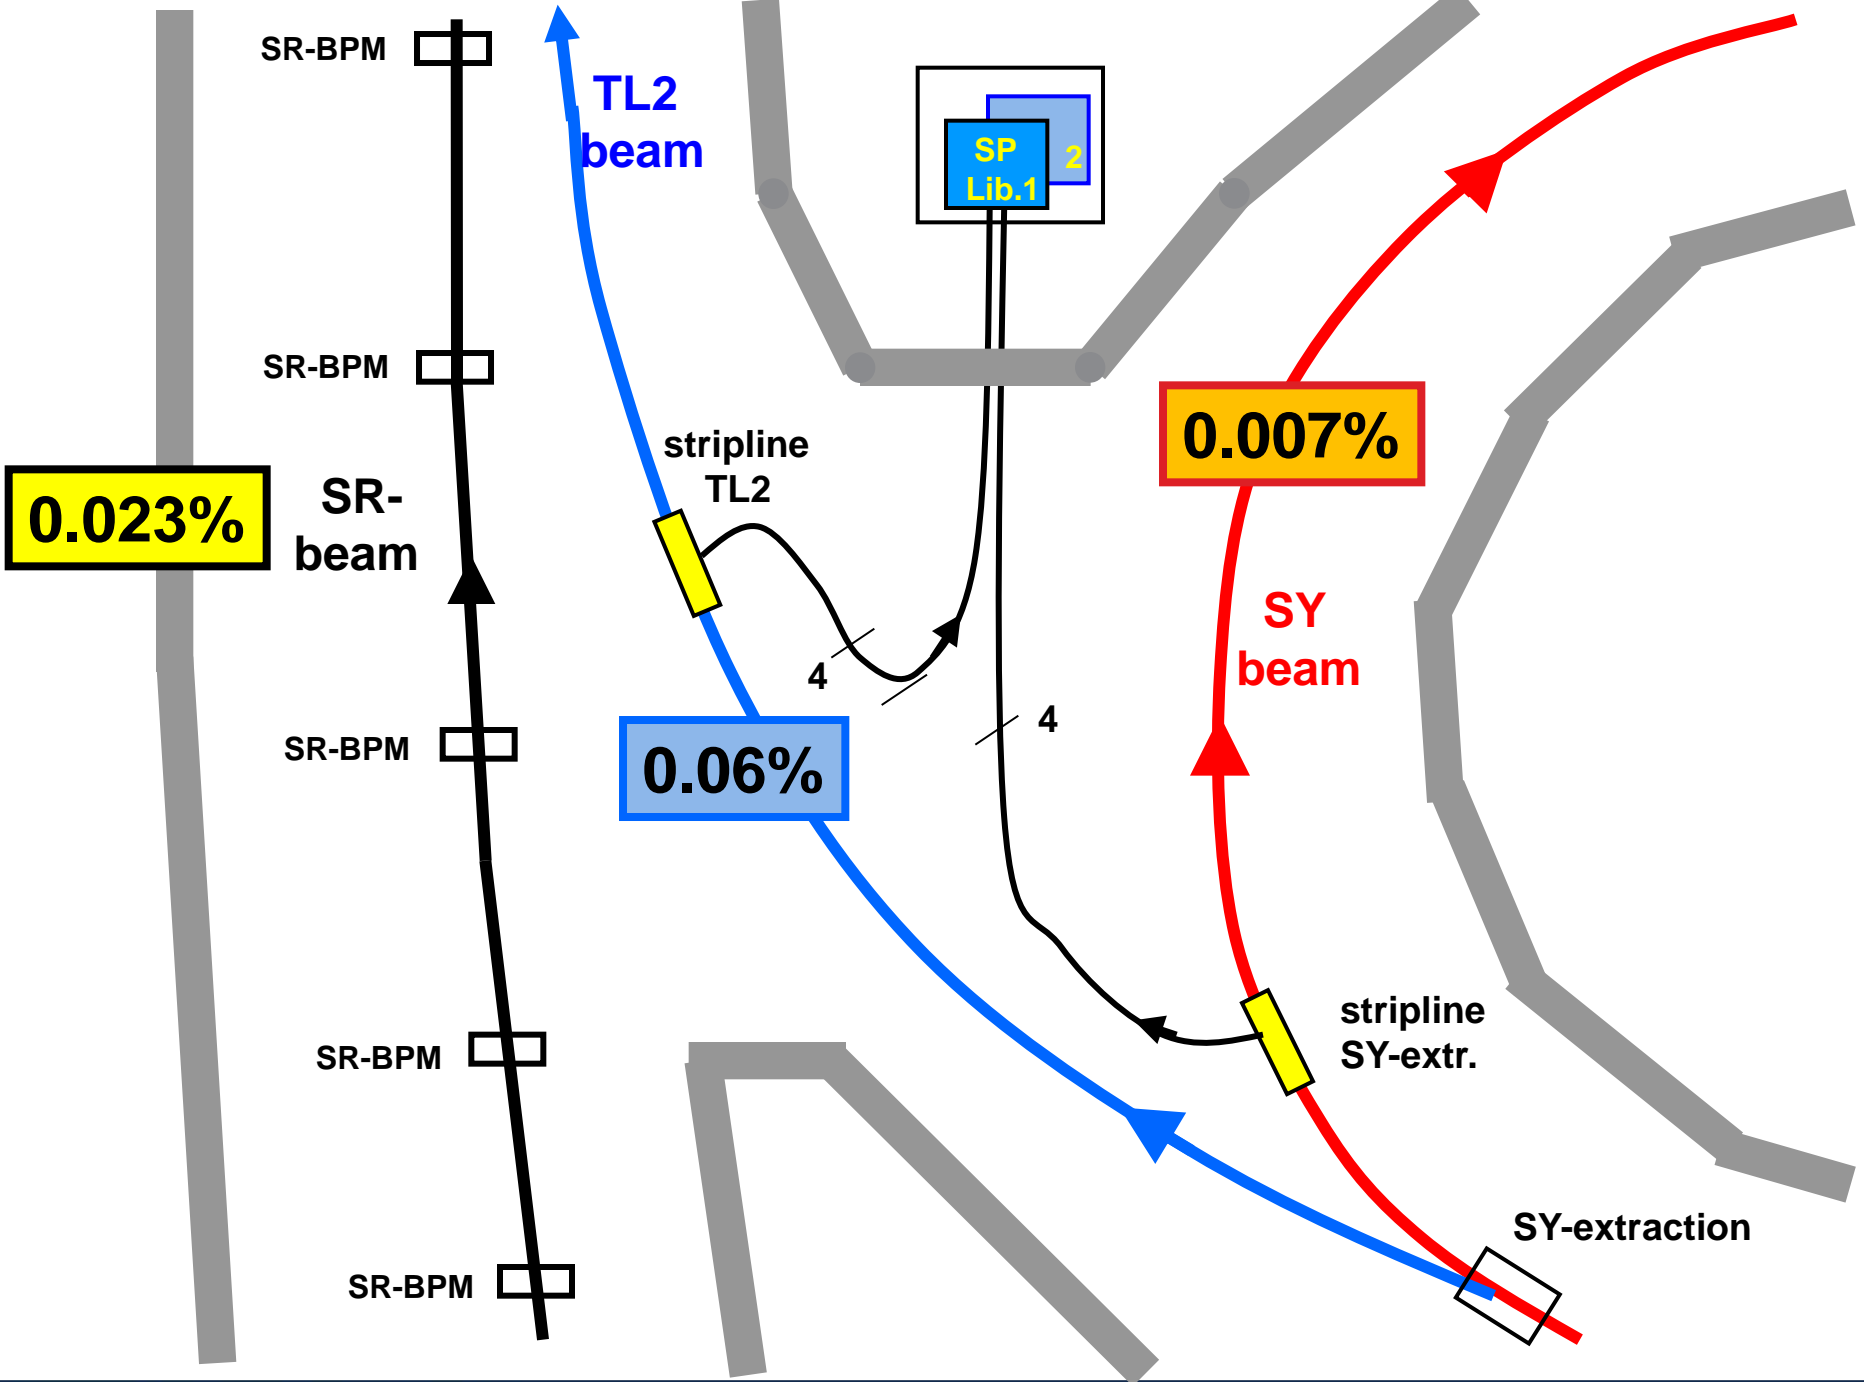 SR-BPM
TL2
beam
SP
Lib.1
2
SR-BPM
0.007%
stripline
TL2
0.023%
SR-
beam
SY
beam
4
4
SR-BPM
0.06%
stripline
SY-extr.
SR-BPM
SY-extraction
SR-BPM